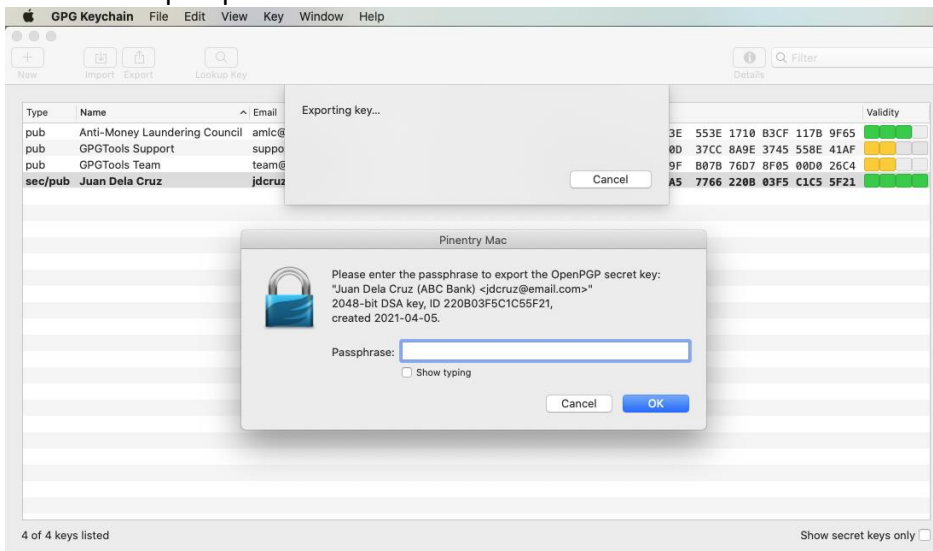 GPG Keychain File Edit View Key Window Help
New Import Export Lookup Key Details Filter
Type Name Email Validity
Exporting key...
pub Anti-Money Laundering Council amlc@ 3E 553E 1710 B3CF 117B 9F65
pub GPGTools Support suppo 0D 37CC 8A9E 3745 558E 41AF
pub GPGTools Team team@ 9F B07B 76D7 8F05 00D0 26C4
sec/pub Juan Dela Cruz jdcruz A5 7766 220B 03F5 C1C5 5F21
Cancel
Pinentry Mac
Please enter the passphrase to export the OpenPGP secret key:
"Juan Dela Cruz (ABC Bank) <jdcruz@email.com>"
2048-bit DSA key, ID 220B03F5C1C55F21,
created 2021-04-05.
Passphrase:
Show typing
Cancel OK
4 of 4 keys listed Show secret keys only